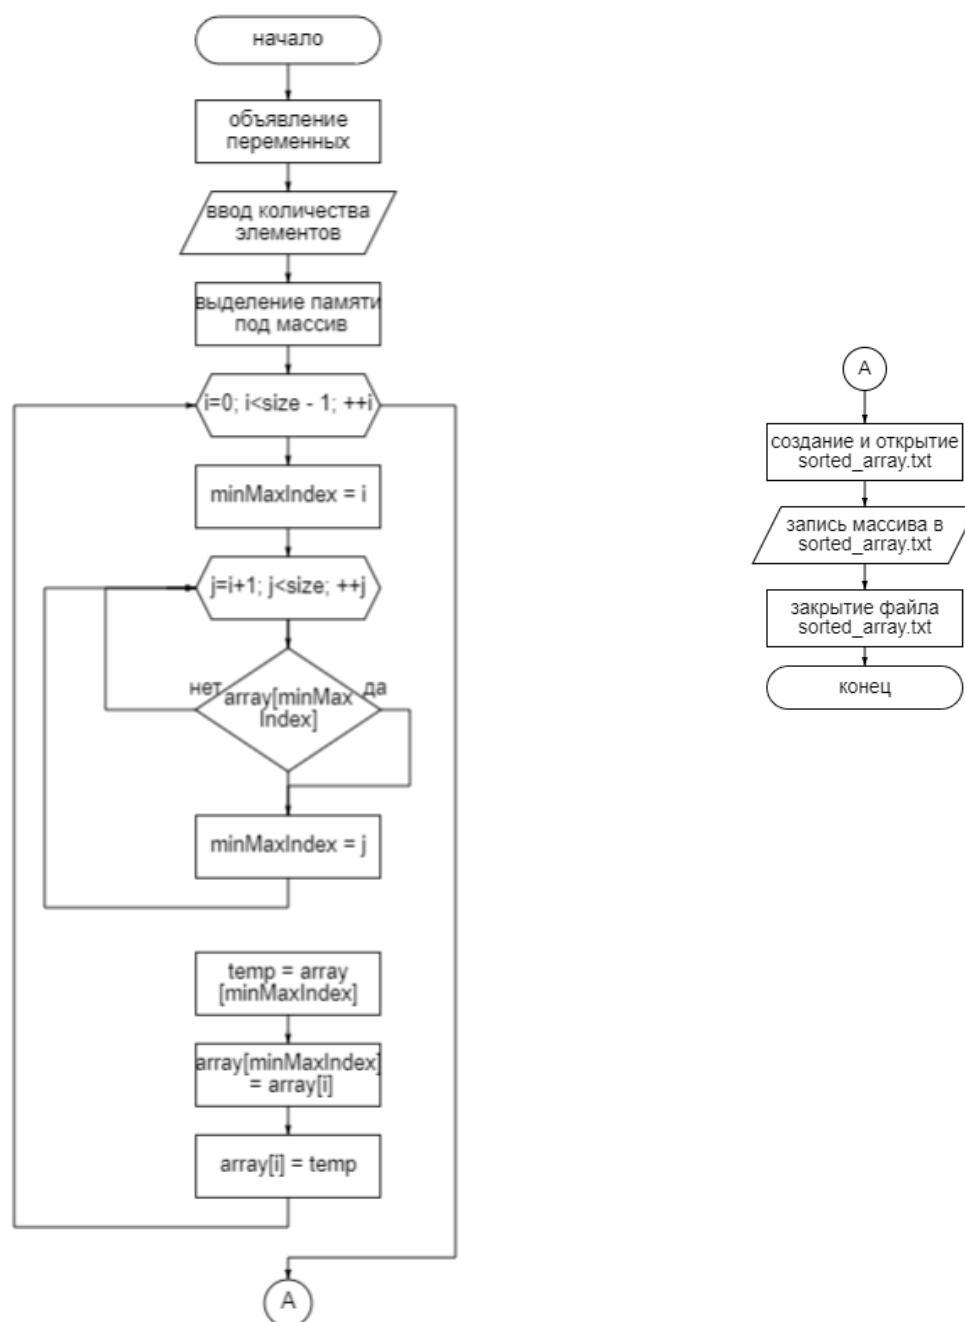 начало
объявление
переменных
ввод количества
элементов
выделение памяти
под массив
i=0; i<size - 1; ++i
minMaxIndex = i
j=i+1; j<size; ++j
нет
array[minMax
Index]
да
minMaxIndex = j
temp = array
[minMaxIndex]
array[minMaxIndex]
= array[i]
array[i] = temp
A
A
создание и открытие
sorted_array.txt
запись массива в
sorted_array.txt
закрытие файла
sorted_array.txt
конец